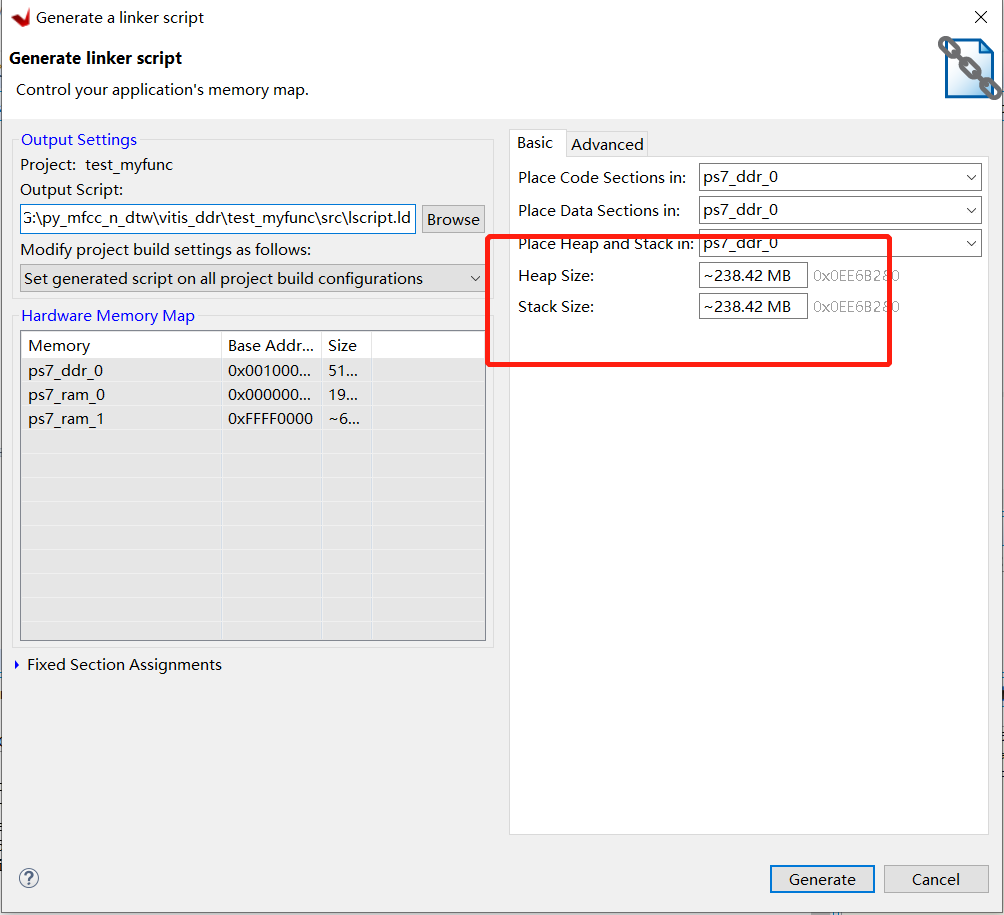 Generate a linker script
Generate linker script
Control your application's memory map.
Output Settings
Project: test_myfunc
Output Script:
G:\py_mfcc_n_dtw\vitis_ddr\test_myfunc\src\lscript.ld
Browse
Modify project build settings as follows:
Set generated script on all project build configurations
Hardware Memory Map
Memory Base Addr... Size
ps7_ddr_0 0x001000... 51...
ps7_ram_0 0x000000... 19...
ps7_ram_1 0xFFFF0000 ~6...
Fixed Section Assignments
Basic Advanced
Place Code Sections in: ps7_ddr_0
Place Data Sections in: ps7_ddr_0
Place Heap and Stack in: ps7_ddr_0
Heap Size: ~238.42 MB 0x0EE6B280
Stack Size: ~238.42 MB 0x0EE6B280
?
Generate Cancel